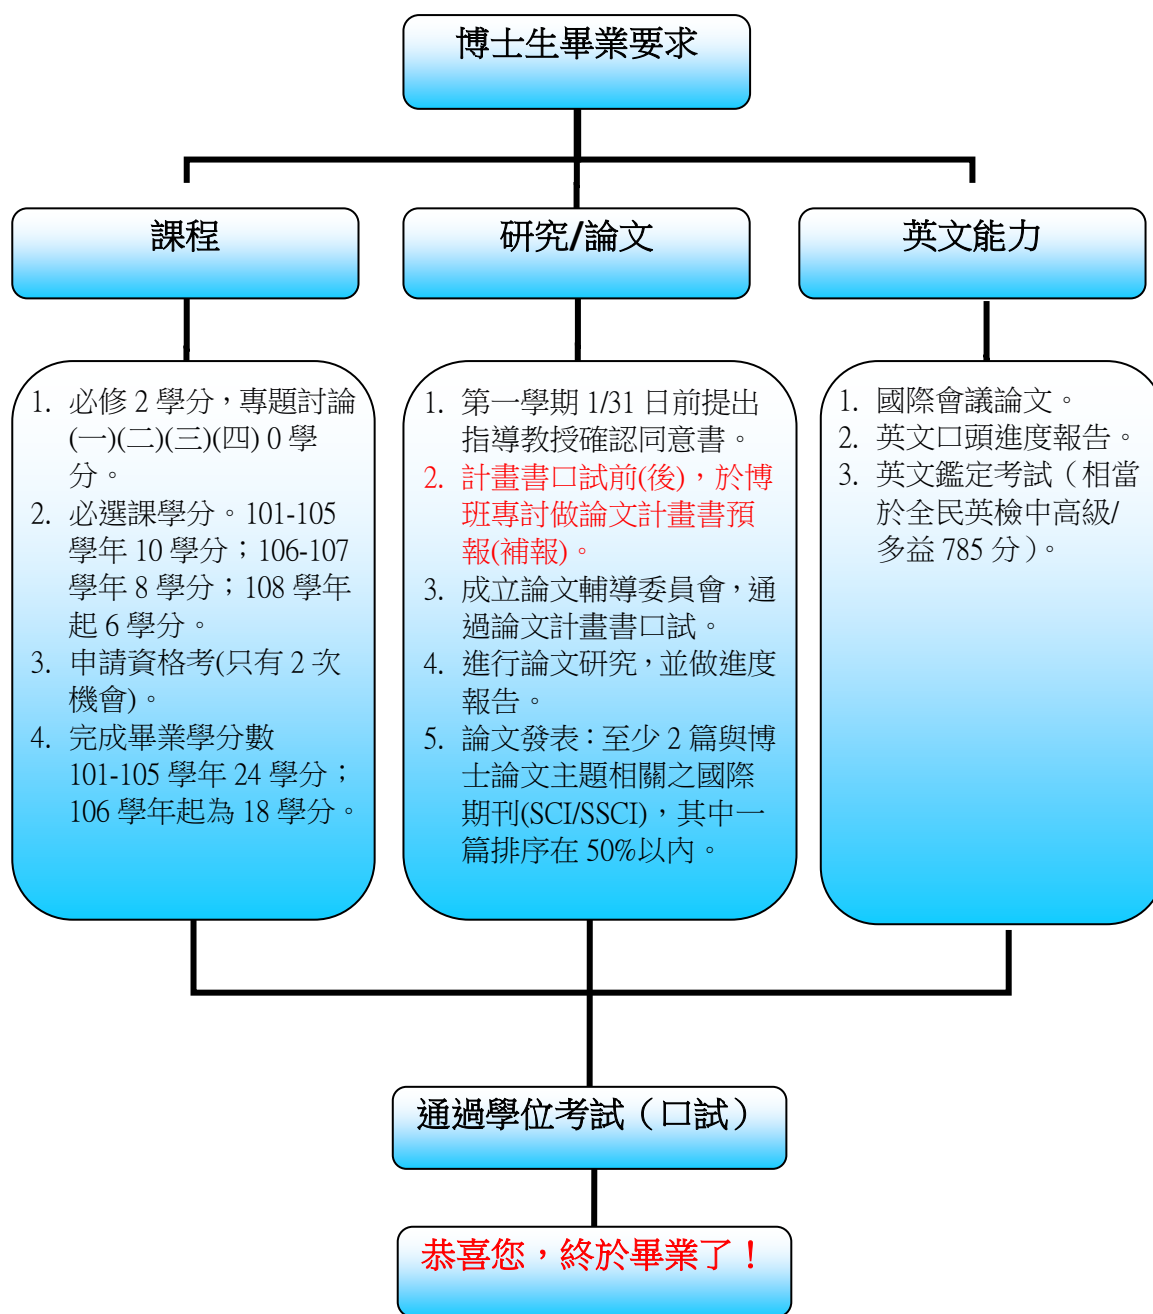 博士生畢業要求
課程
研究/論文
英文能力
1. 必修 2 學分，專題討論
(一)(二)(三)(四) 0 學
分。
2. 必選課學分。101-105
學年 10 學分；106-107
學年 8 學分；108 學年
起 6 學分。
3. 申請資格考(只有 2 次
機會)。
4. 完成畢業學分數
101-105 學年 24 學分；
106 學年起為 18 學分。
1. 第一學期 1/31 日前提出
指導教授確認同意書。
2. 計畫書口試前(後)，於博
班專討做論文計畫書預
報(補報)。
3. 成立論文輔導委員會，通
過論文計畫書口試。
4. 進行論文研究，並做進度
報告。
5. 論文發表：至少 2 篇與博
士論文主題相關之國際
期刊(SCI/SSCI)，其中一
篇排序在 50%以內。
1. 國際會議論文。
2. 英文口頭進度報告。
3. 英文鑑定考試（相當
於全民英檢中高級/
多益 785 分）。
通過學位考試（口試）
恭喜您，終於畢業了！